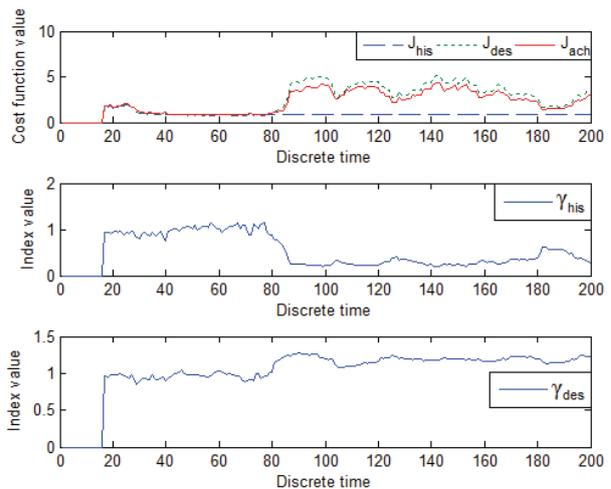 10
5
0
Cost function value
J_his J_des J_ach
0 20 40 60 80 100 120 140 160 180 200
Discrete time
2
1
0
Index value
γ_his
0 20 40 60 80 100 120 140 160 180 200
Discrete time
1.5
1
0.5
0
Index value
γ_des
0 20 40 60 80 100 120 140 160 180 200
Discrete time